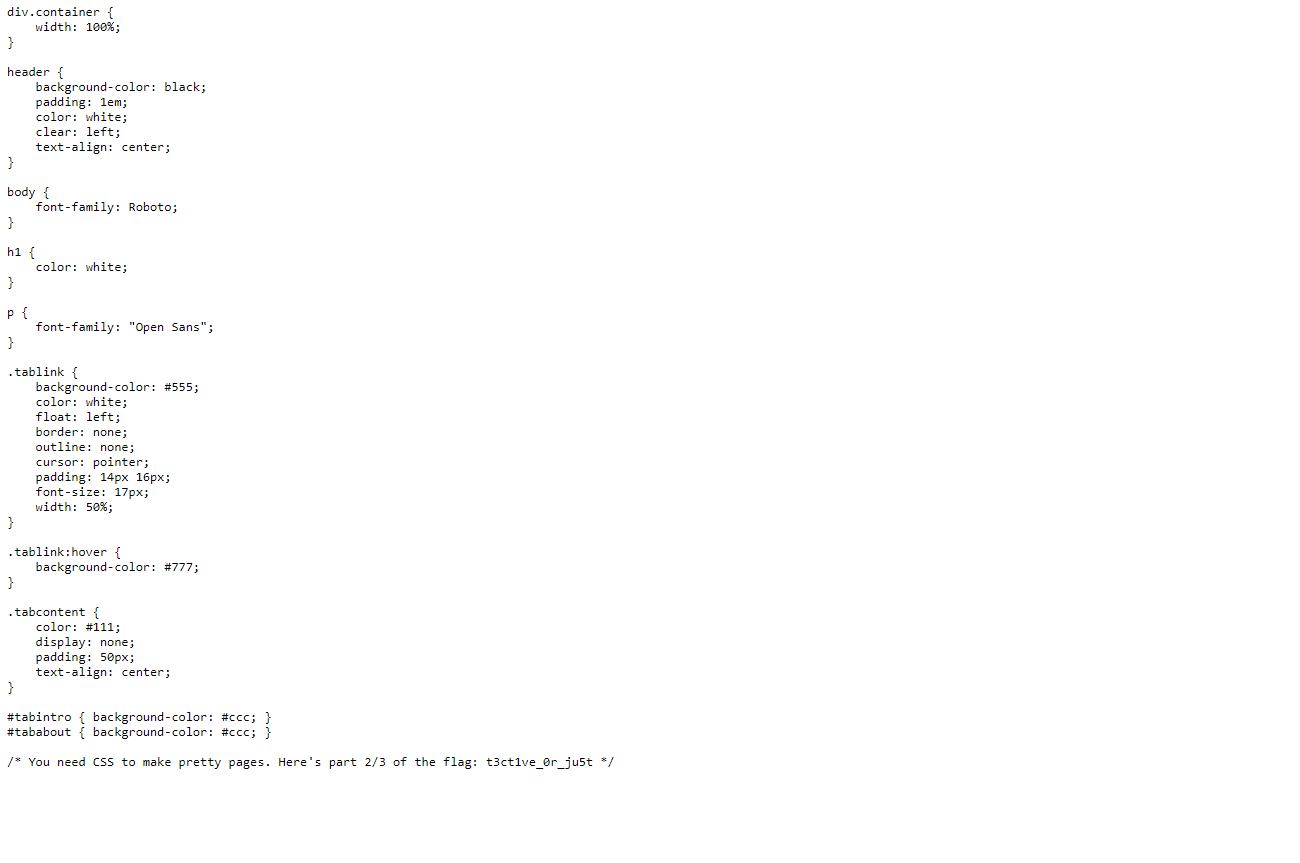 div.container {
    width: 100%;
}

header {
    background-color: black;
    padding: 1em;
    color: white;
    clear: left;
    text-align: center;
}

body {
    font-family: Roboto;
}

h1 {
    color: white;
}

p {
    font-family: "Open Sans";
}

.tablink {
    background-color: #555;
    color: white;
    float: left;
    border: none;
    outline: none;
    cursor: pointer;
    padding: 14px 16px;
    font-size: 17px;
    width: 50%;
}

.tablink:hover {
    background-color: #777;
}

.tabcontent {
    color: #111;
    display: none;
    padding: 50px;
    text-align: center;
}

#tabintro { background-color: #ccc; }
#tababout { background-color: #ccc; }

/* You need CSS to make pretty pages. Here's part 2/3 of the flag: t3ct1ve_0r_ju5t */